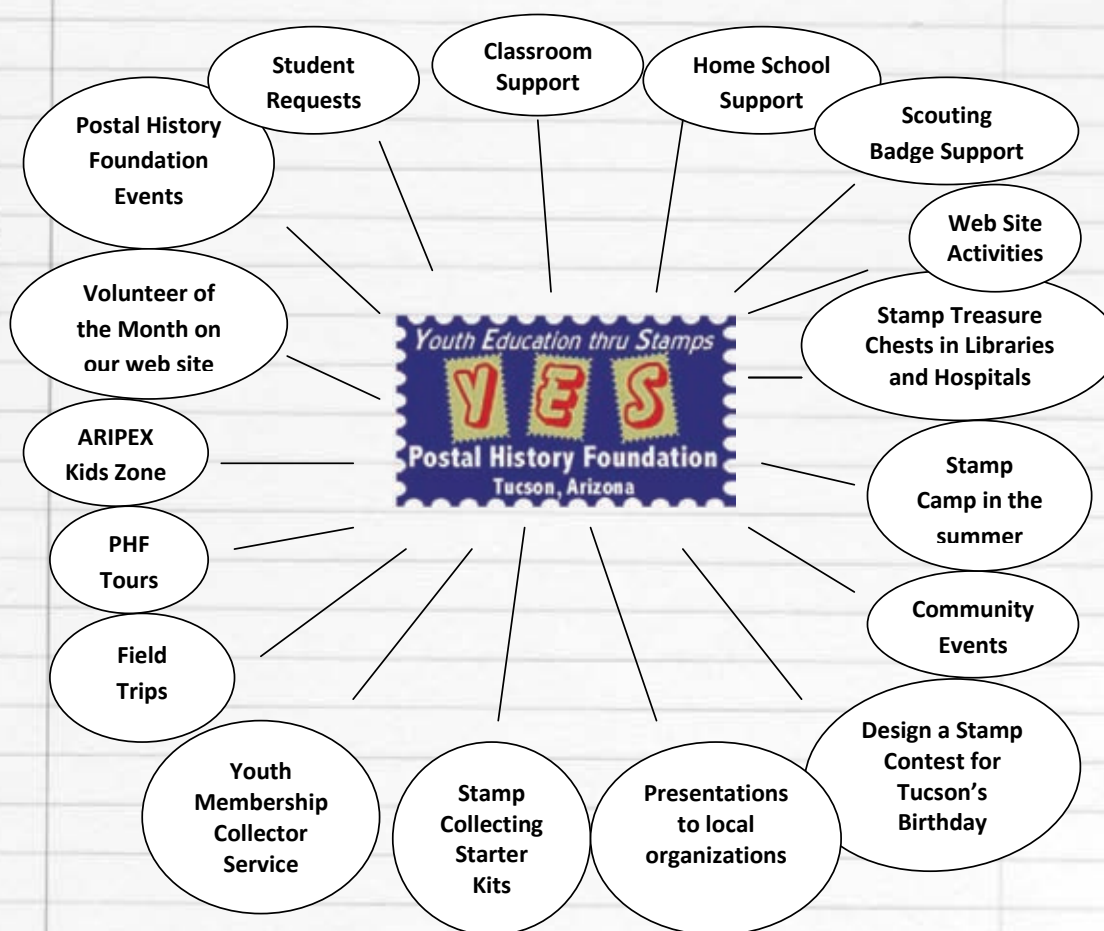 Student
Requests
Classroom
Support
Home School
Support
Scouting
Badge Support
Postal History
Foundation
Events
Web Site
Activities
Volunteer of
the Month on
our web site
Stamp Treasure
Chests in Libraries
and Hospitals
Youth Education thru Stamps
YES
Postal History Foundation
Tucson, Arizona
ARIPEX
Kids Zone
Stamp
Camp in the
summer
PHF
Tours
Community
Events
Field
Trips
Design a Stamp
Contest for
Tucson’s
Birthday
Youth
Membership
Collector
Service
Stamp
Collecting
Starter
Kits
Presentations
to local
organizations